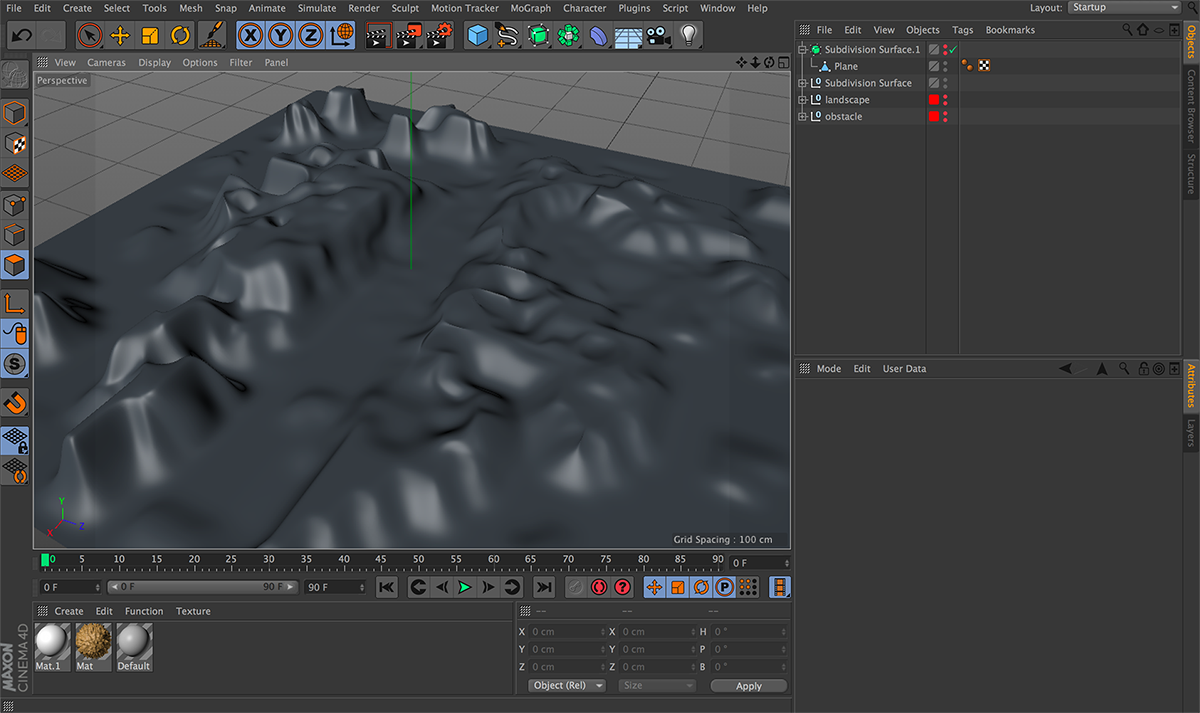 File Edit Create Select Tools Mesh Snap Animate Simulate Render Sculpt Motion Tracker MoGraph Character Plugins Script Window Help Layout: Startup
X Y Z
File Edit View Objects Tags Bookmarks
View Cameras Display Options Filter Panel
Perspective
Subdivision Surface.1
Plane
Subdivision Surface
landscape
obstacle
Objects
Content Browser
Structure
S
Mode Edit User Data
Attributes
Layers
Y
X Z
Grid Spacing : 100 cm
0 5 10 15 20 25 30 35 40 45 50 55 60 65 70 75 80 85 90 0 F
0 F 0 F 90 F 90 F ? P
Create Edit Function Texture -- -- --
Mat.1 Mat Default
X 0 cm X 0 cm H 0 °
Y 0 cm Y 0 cm P 0 °
Z 0 cm Z 0 cm B 0 °
Object (Rel) Size Apply
MAXON
CINEMA 4D